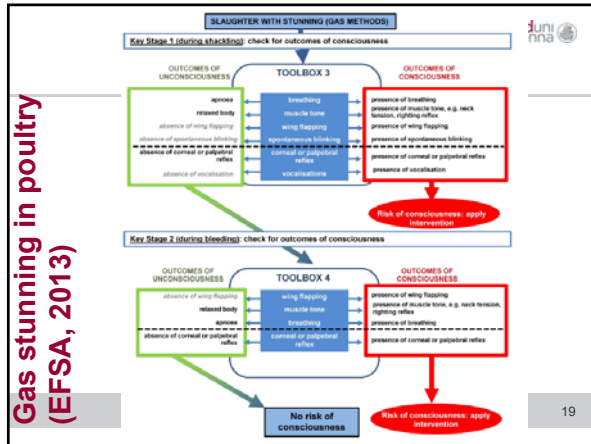 SLAUGHTER WITH STUNNING (GAS METHODS)
duni
nna
Key Stage 1 (during shackling): check for outcomes of consciousness
OUTCOMES OF
UNCONSCIOUSNESS
TOOLBOX 3
OUTCOMES OF
CONSCIOUSNESS
apnoea
breathing
presence of breathing
relaxed body
muscle tone
presence of muscle tone, e.g. neck
tension, righting reflex
absence of wing flapping
wing flapping
presence of wing flapping
absence of spontaneous blinking
spontaneous blinking
presence of spontaneous blinking
absence of corneal or palpebral
reflex
corneal or palpebral
reflex
presence of corneal or palpebral reflex
absence of vocalisation
vocalisations
presence of vocalisation
Risk of consciousness: apply
intervention
Key Stage 2 (during bleeding): check for outcomes of consciousness
OUTCOMES OF
UNCONSCIOUSNESS
TOOLBOX 4
OUTCOMES OF
CONSCIOUSNESS
absence of wing flapping
wing flapping
presence of wing flapping
relaxed body
muscle tone
presence of muscle tone, e.g. neck tension,
righting reflex
apnoea
breathing
presence of breathing
absence of corneal or palpebral
reflex
corneal or palpebral
reflex
presence of corneal or palpebral reflex
No risk of
consciousness
Risk of consciousness: apply
intervention
Gas stunning in poultry
(EFSA, 2013)
19